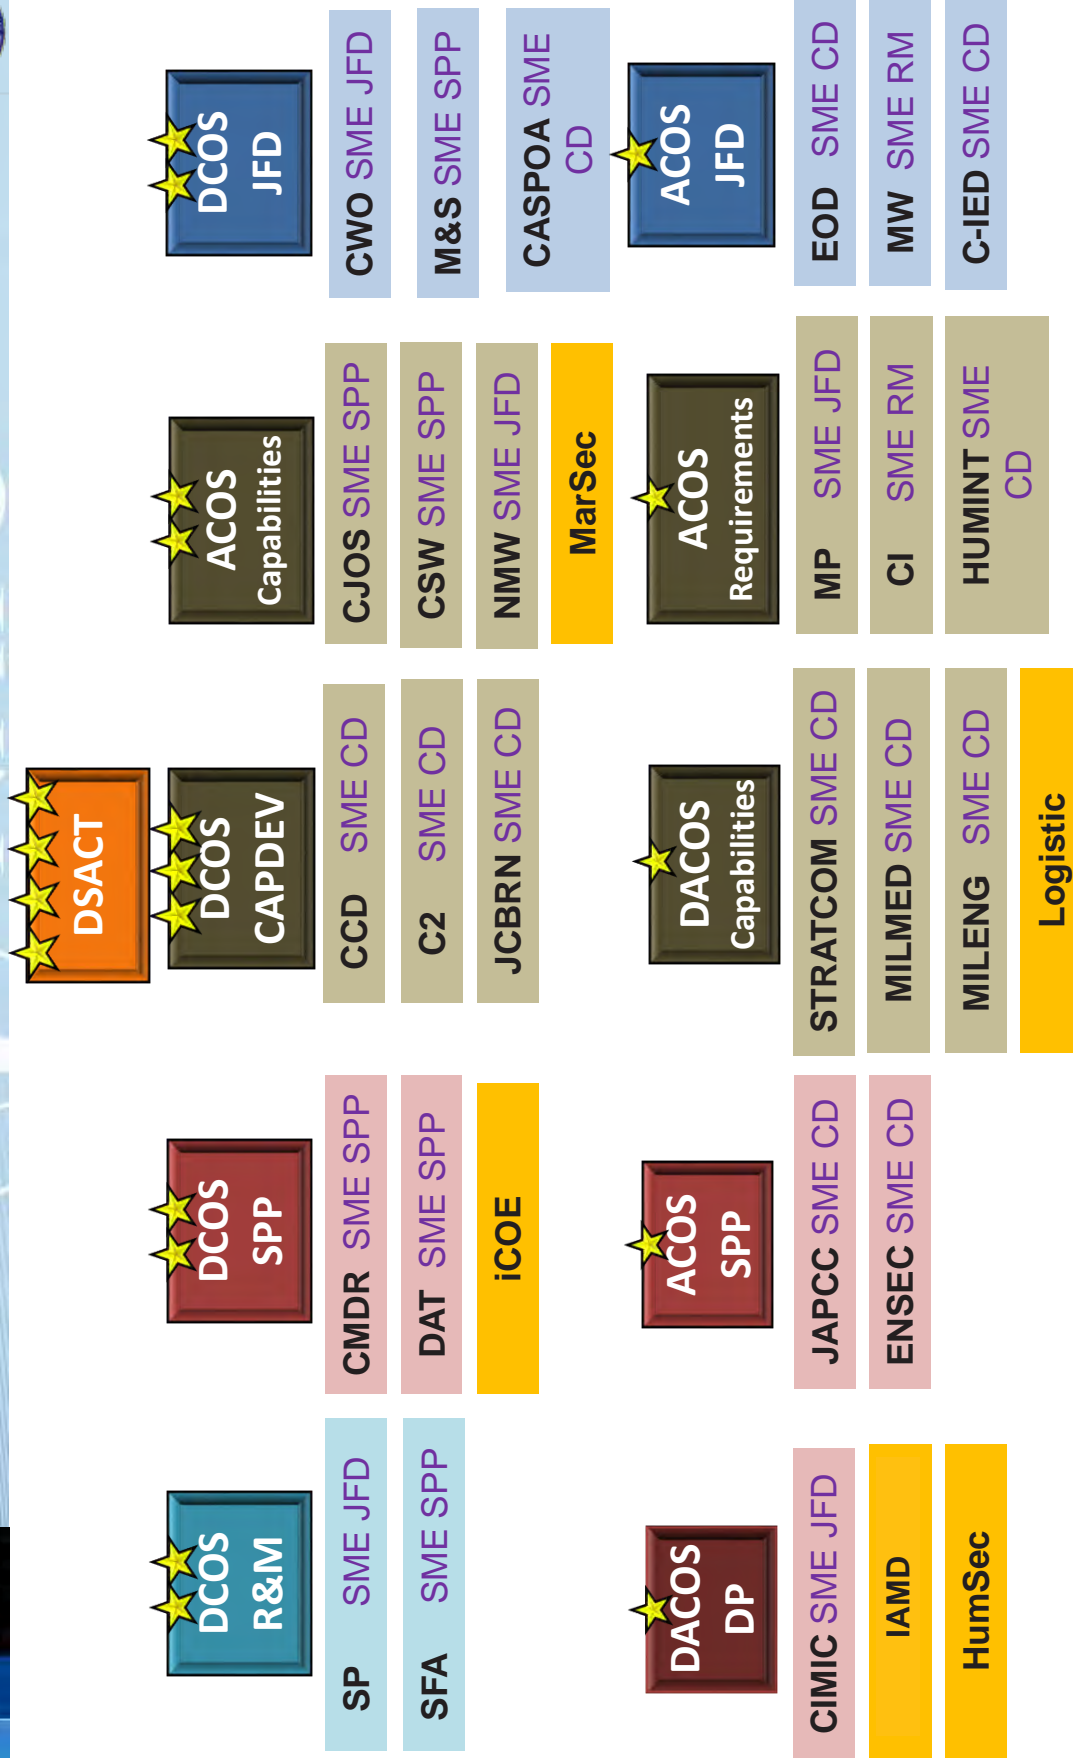 DSACT
DCOS
R&M
SP SME JFD
SFA SME SPP
DCOS
SPP
CMDR SME SPP
DAT SME SPP
iCOE
DCOS
CAPDEV
CCD SME CD
C2 SME CD
JCBRN SME CD
ACOS
Capabilities
CJOS SME SPP
CSW SME SPP
NMW SME JFD
MarSec
DCOS
JFD
CWO SME JFD
M&S SME SPP
CASPOA SME
CD
DACOS
DP
CIMIC SME JFD
IAMD
HumSec
ACOS
SPP
JAPCC SME CD
ENSEC SME CD
DACOS
Capabilities
STRATCOM SME CD
MILMED SME CD
MILENG SME CD
Logistic
ACOS
Requirements
MP SME JFD
CI SME RM
HUMINT SME
CD
ACOS
JFD
EOD SME CD
MW SME RM
C-IED SME CD